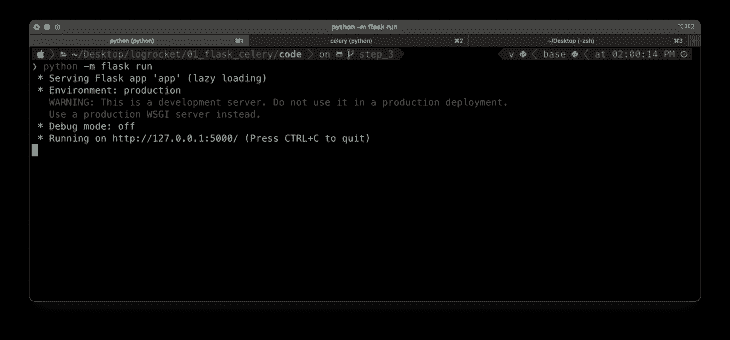 python -m flask run ⌥⌘2
python (python) ⌘1 celery (python) ⌘2 ~/Desktop (-zsh) ⌘3
~/Desktop/logrocket/01_flask_celery/code on step_3 v base at 02:00:14 PM
❯ python -m flask run
* Serving Flask app 'app' (lazy loading)
* Environment: production
WARNING: This is a development server. Do not use it in a production deployment.
Use a production WSGI server instead.
* Debug mode: off
* Running on http://127.0.0.1:5000/ (Press CTRL+C to quit)